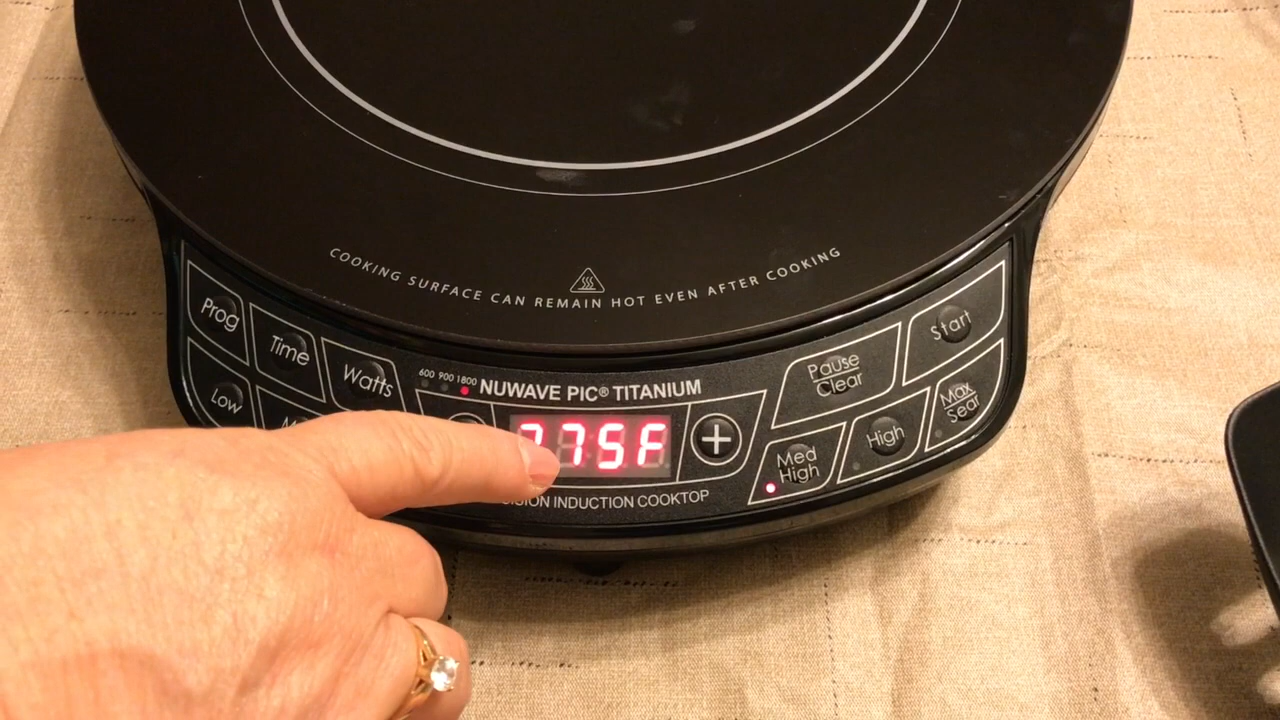 COOKING SURFACE CAN REMAIN HOT EVEN AFTER COOKING
Prog
Time
Watts
600 900 1800
NUWAVE PIC® TITANIUM
Pause
Clear
Start
Low
+
75F
Med
High
High
Max
Sear
INDUCTION COOKTOP